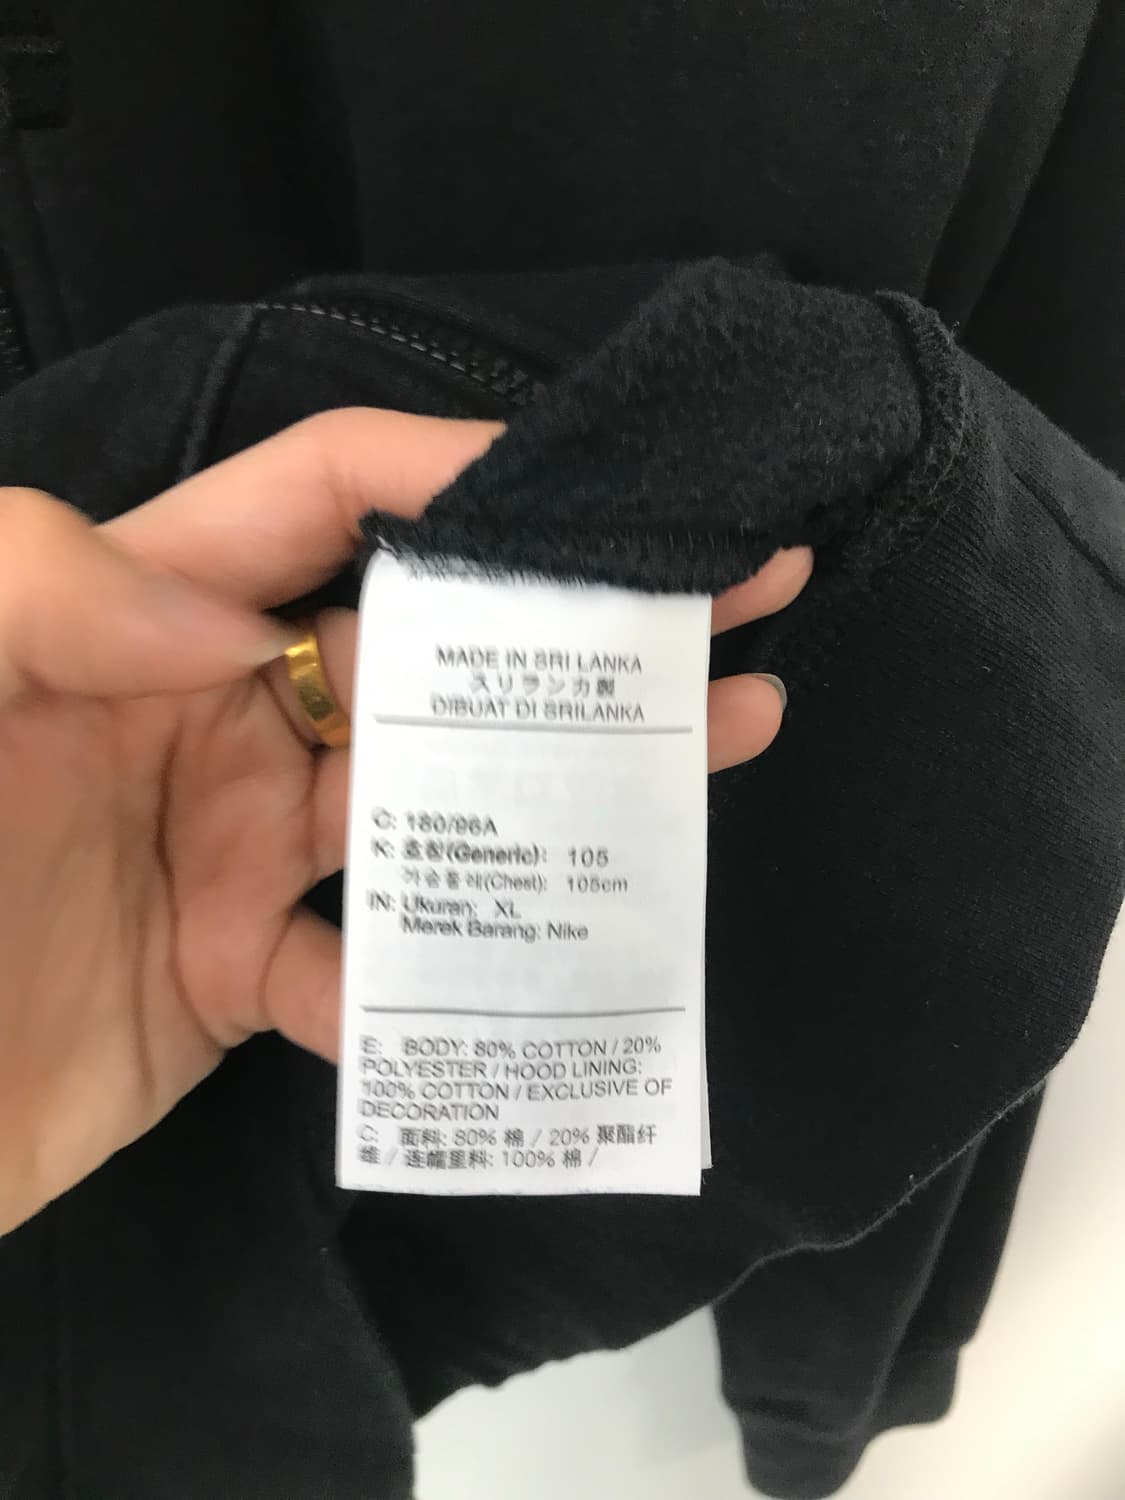 MADE IN SRI LANKA
スリランカ製
DIBUAT DI SRILANKA
C: 180/96A
K: 호칭(Generic): 105
가슴둘레(Chest): 105cm
IN: Ukuran: XL
Merek Barang: Nike
E: BODY: 80% COTTON / 20%
POLYESTER / HOOD LINING:
100% COTTON / EXCLUSIVE OF
DECORATION
C: 面料: 80% 棉 / 20% 聚酯纤
维 / 连帽里料: 100% 棉 /